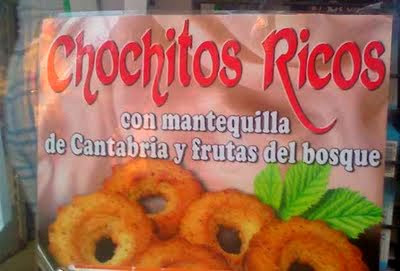 Chochitos Ricos
con mantequilla
de Cantabria y frutas del bosque